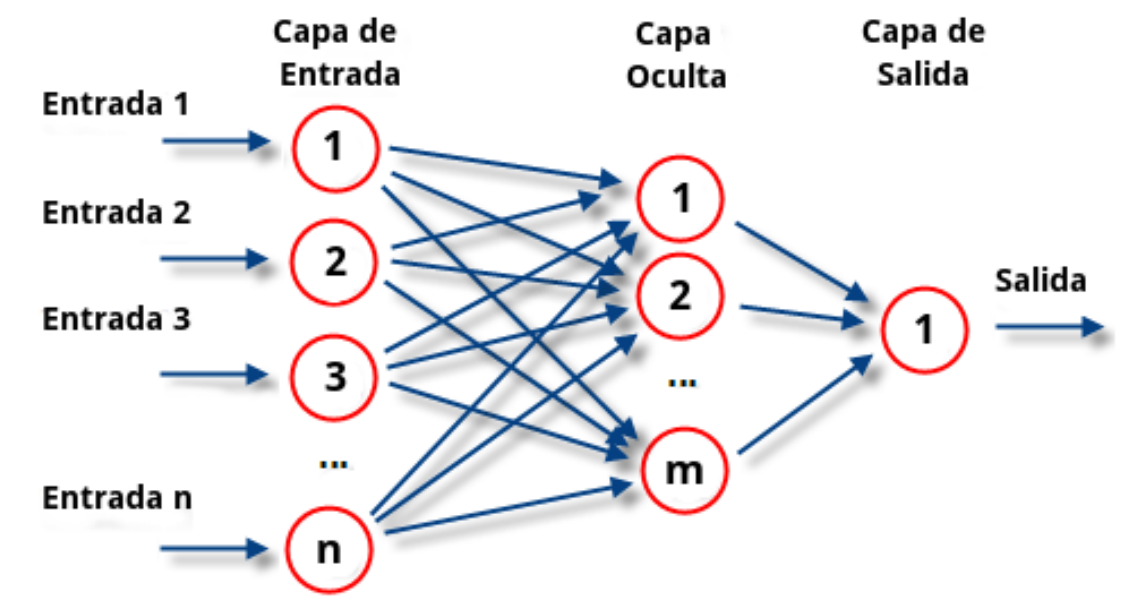 Capa de
Entrada
Capa
Oculta
Capa de
Salida
Entrada 1
1
Entrada 2
2
Entrada 3
3
...
Entrada n
n
1
2
...
m
1
Salida